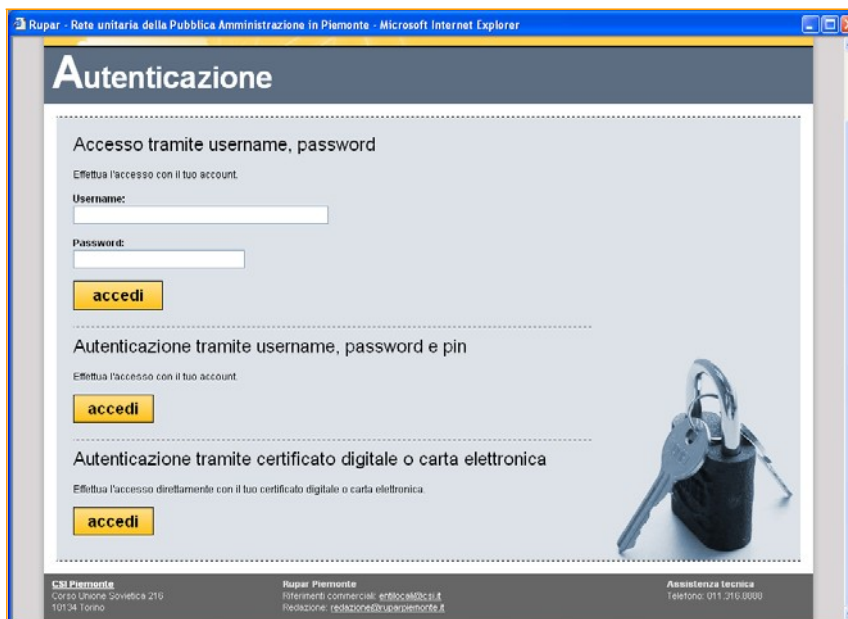 Rupar - Rete unitaria della Pubblica Amministrazione in Piemonte - Microsoft Internet Explorer
Autenticazione
Accesso tramite username, password
Effettua l'accesso con il tuo account.
Username:
Password:
accedi
Autenticazione tramite username, password e pin
Effettua l'accesso con il tuo account.
accedi
Autenticazione tramite certificato digitale o carta elettronica
Effettua l'accesso direttamente con il tuo certificato digitale o carta elettronica.
accedi
CSI Piemonte
Corso Unione Sovietica 216
10134 Torino
Rupar Piemonte
Riferimenti commerciali: entilocali@csi.it
Redazione: redazione@ruparpiemonte.it
Assistenza tecnica
Telefono: 011.316.8888